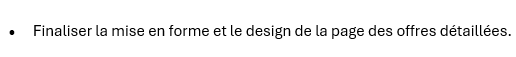 • Finaliser la mise en forme et le design de la page des offres détaillées.